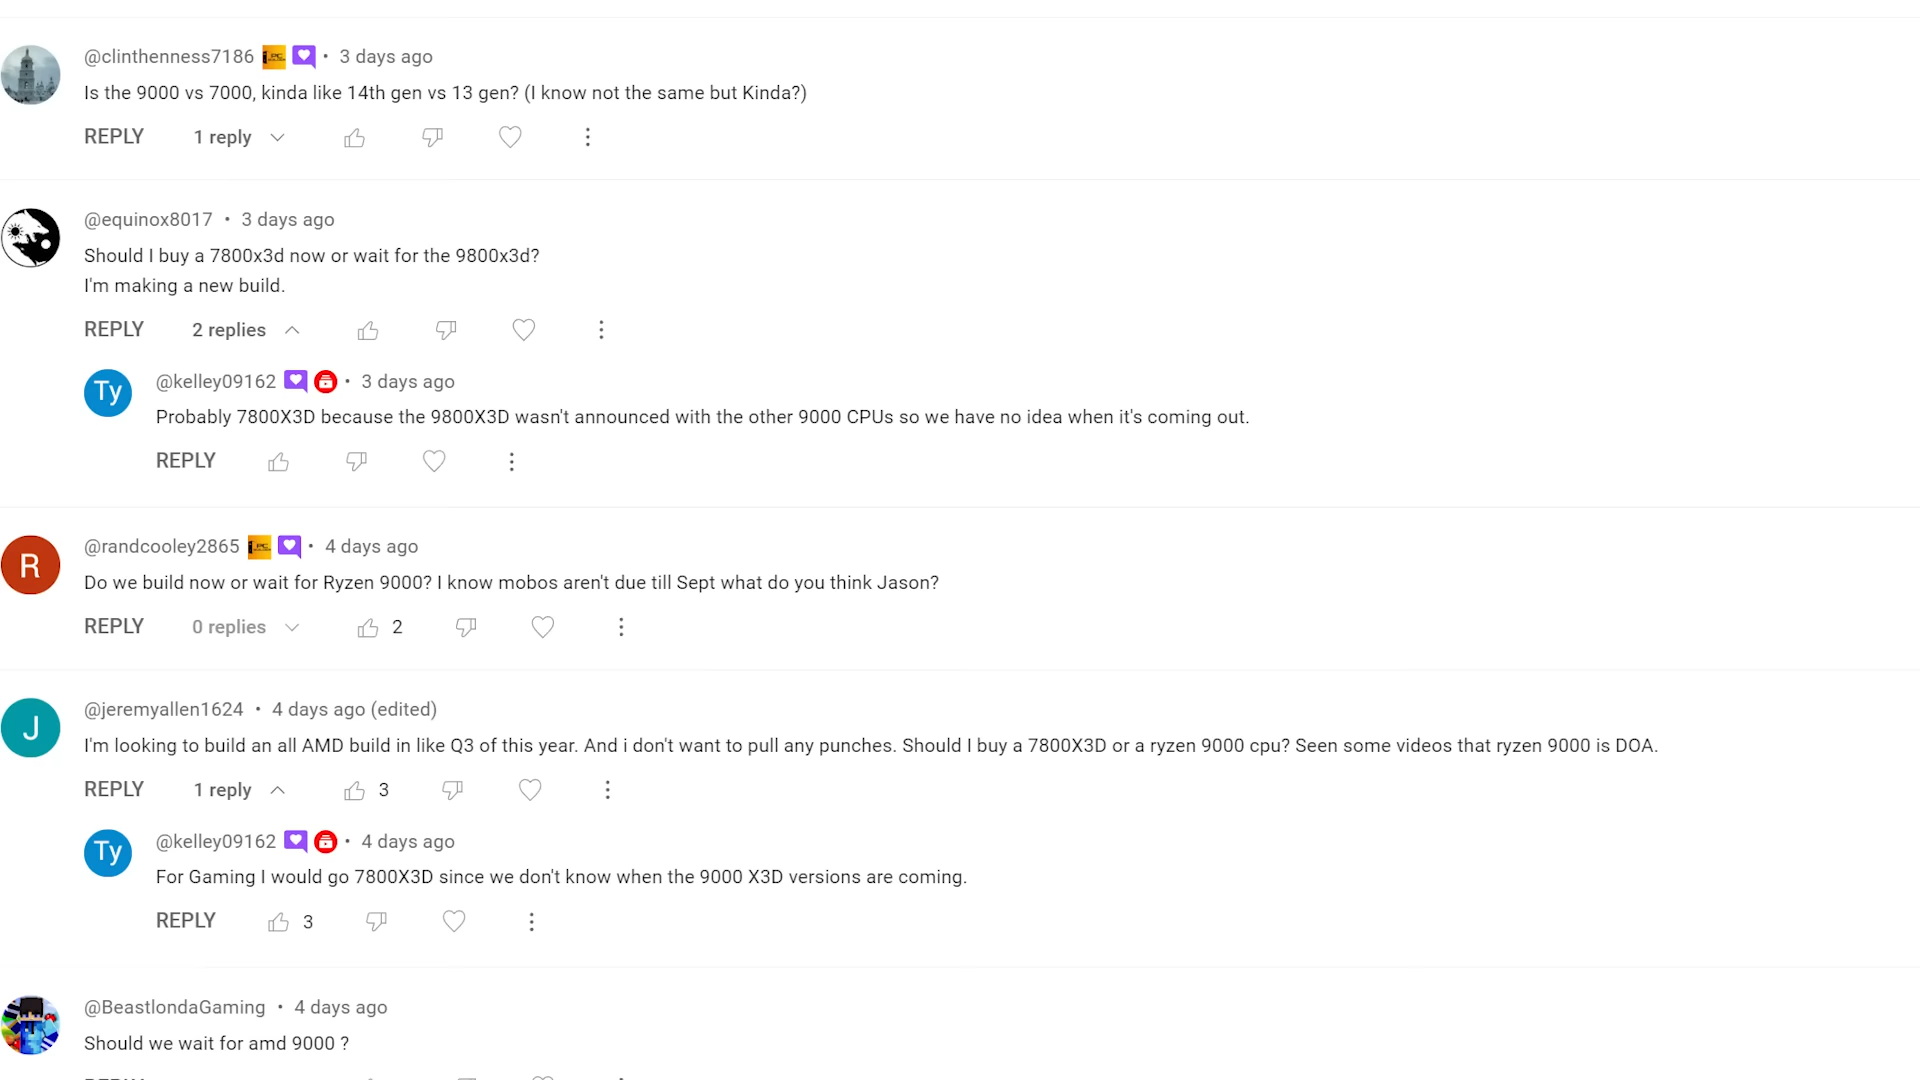 @clinthenness7186 • 3 days ago
Is the 9000 vs 7000, kinda like 14th gen vs 13 gen? (I know not the same but Kinda?)
REPLY 1 reply
@equinox8017 • 3 days ago
Should I buy a 7800x3d now or wait for the 9800x3d?
I'm making a new build.
REPLY 2 replies
Ty
@kelley09162 • 3 days ago
Probably 7800X3D because the 9800X3D wasn't announced with the other 9000 CPUs so we have no idea when it's coming out.
REPLY
R
@randcooley2865 • 4 days ago
Do we build now or wait for Ryzen 9000? I know mobos aren't due till Sept what do you think Jason?
REPLY 0 replies 2
J
@jeremyallen1624 • 4 days ago (edited)
I'm looking to build an all AMD build in like Q3 of this year. And i don't want to pull any punches. Should I buy a 7800X3D or a ryzen 9000 cpu? Seen some videos that ryzen 9000 is DOA.
REPLY 1 reply 3
Ty
@kelley09162 • 4 days ago
For Gaming I would go 7800X3D since we don't know when the 9000 X3D versions are coming.
REPLY 3
@BeastlondaGaming • 4 days ago
Should we wait for amd 9000 ?